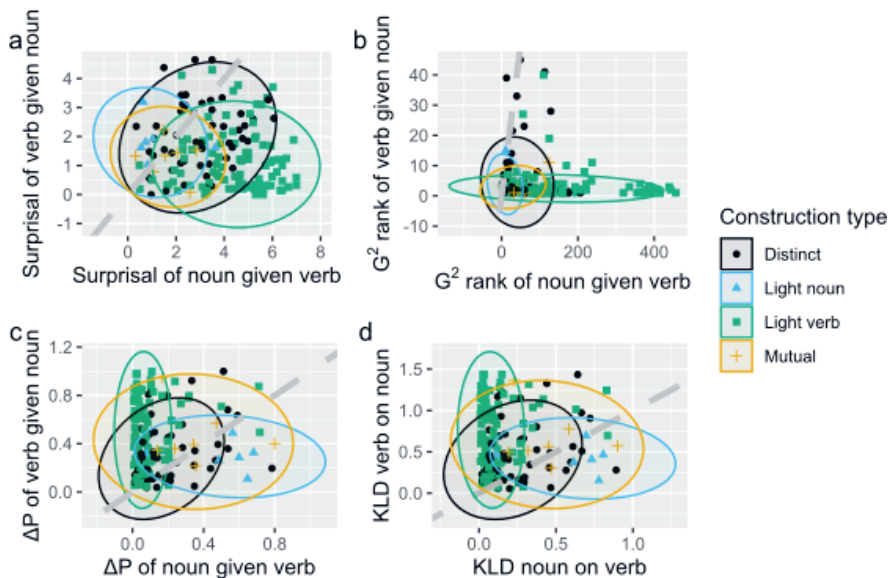 a
Surprisal of verb given noun
4
3
2
1
0
-1
0 2 4 6 8
Surprisal of noun given verb
b
G² rank of verb given noun
40
30
20
10
0
-10
0 200 400
G² rank of noun given verb
c
ΔP of verb given noun
1.2
0.8
0.4
0.0
0.0 0.4 0.8
ΔP of noun given verb
d
KLD verb on noun
1.5
1.0
0.5
0.0
0.0 0.5 1.0
KLD noun on verb
Construction type
Distinct
Light noun
Light verb
Mutual